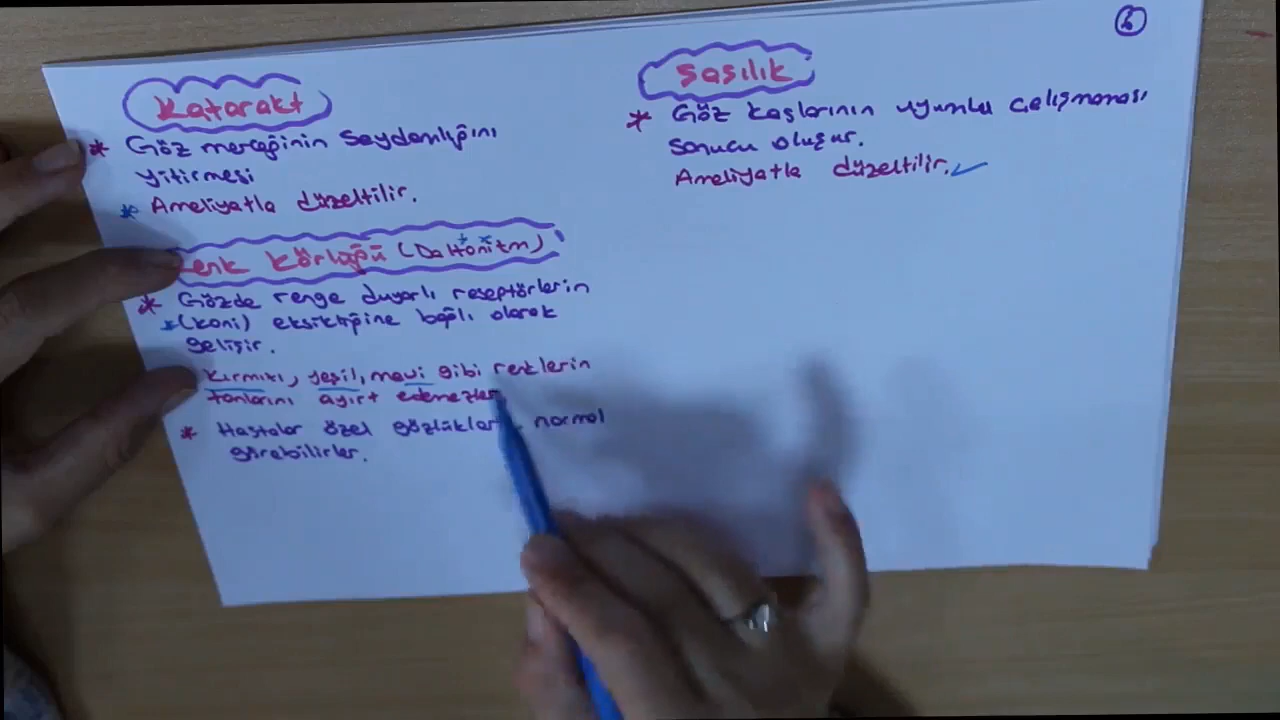 6
Katarakt
* Göz merceğinin Saydamlığını
yitirmesi
* Ameliyatla düzeltilir.
Renk Körlüğü (Daltonizm)
* Gözde renge duyarlı reseptörlerin
* (koni) eksikliğine bağlı olarak
gelişir.
Kırmızı, yeşil, mavi gibi renklerin
tonlarını ayırt edemezler
* Hastalar özel gözlükler normal
görebilirler.
Şaşılık
* Göz kaslarının uyumlu çalışmaması
sonucu oluşur.
Ameliyatla düzeltilir.